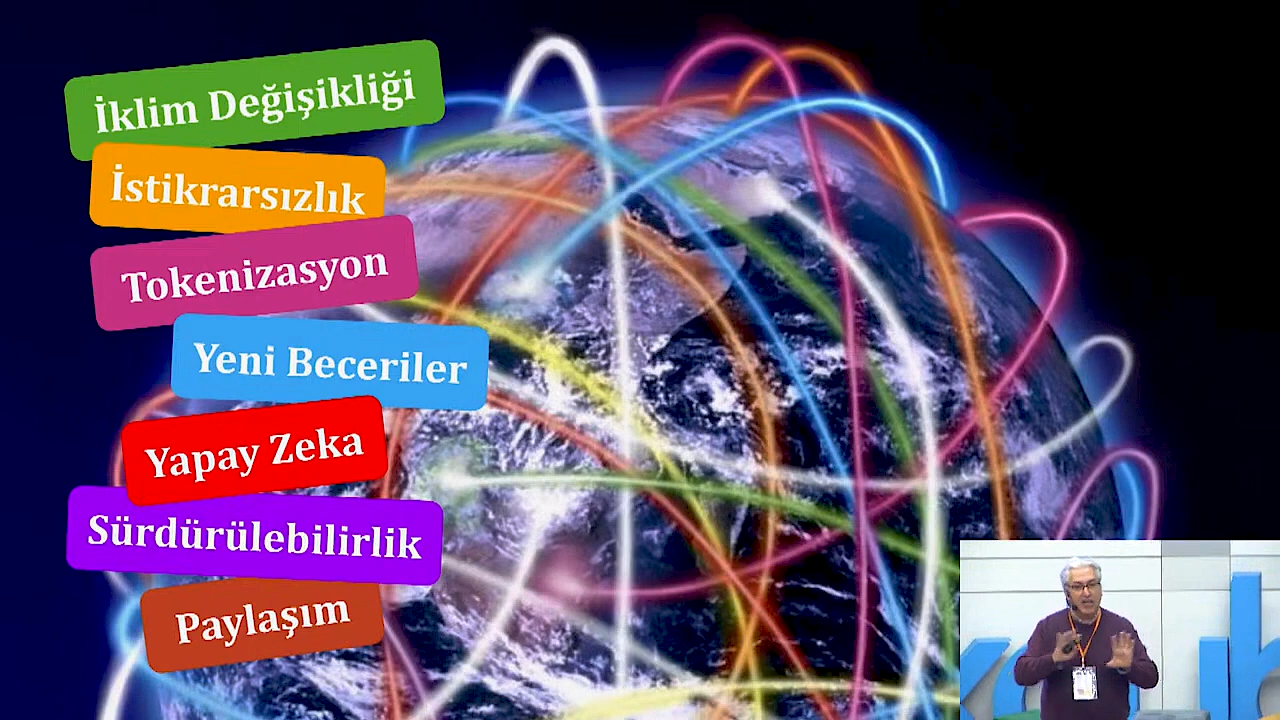 İklim Değişikliği
İstikrarsızlık
Tokenizasyon
Yeni Beceriler
Yapay Zeka
Sürdürülebilirlik
Paylaşım